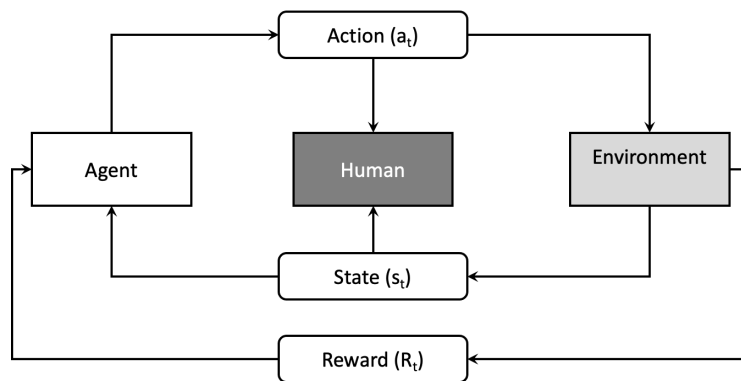 Action (aₜ)
Agent
Human
Environment
State (sₜ)
Reward (Rₜ)